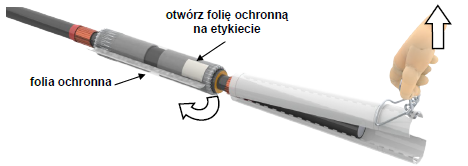 otwórz folię ochronną
na etykiecie
folia ochronna